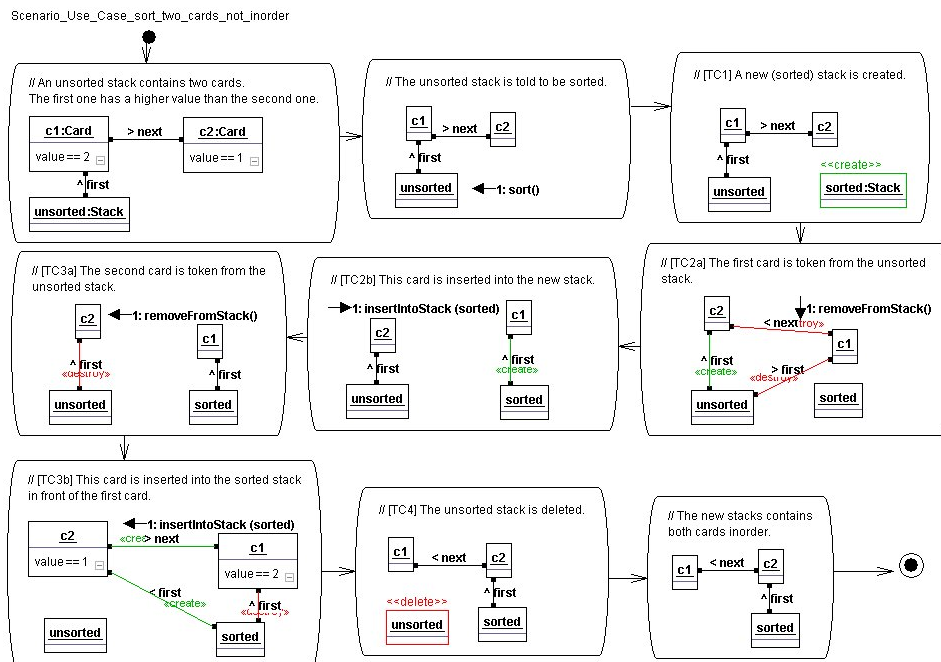 Scenario_Use_Case_sort_two_cards_not_inorder
// An unsorted stack contains two cards.
The first one has a higher value than the second one.
c1:Card
value == 2
> next
c2:Card
value == 1
^ first
unsorted:Stack
// The unsorted stack is told to be sorted.
c1
> next
c2
^ first
unsorted
1: sort()
// [TC1] A new (sorted) stack is created.
c1
> next
c2
^ first
unsorted
<<create>>
sorted:Stack
// [TC2a] The first card is token from the unsorted
stack.
c2
1: removeFromStack()
< next
c1
^ first
«create»
> first
«destroy»
unsorted
sorted
// [TC2b] This card is inserted into the new stack.
1: insertIntoStack (sorted)
c2
c1
^ first
^ first
«create»
unsorted
sorted
// [TC3a] The second card is token from the
unsorted stack.
c2
1: removeFromStack()
c1
^ first
«destroy»
^ first
unsorted
sorted
// [TC3b] This card is inserted into the sorted stack
in front of the first card.
c2
value == 1
1: insertIntoStack (sorted)
> next
c1
value == 2
< first
«create»
^ first
unsorted
sorted
// [TC4] The unsorted stack is deleted.
c1
< next
c2
<<delete>>
unsorted
^ first
sorted
// The new stacks contains
both cards inorder.
c1
< next
c2
^ first
sorted